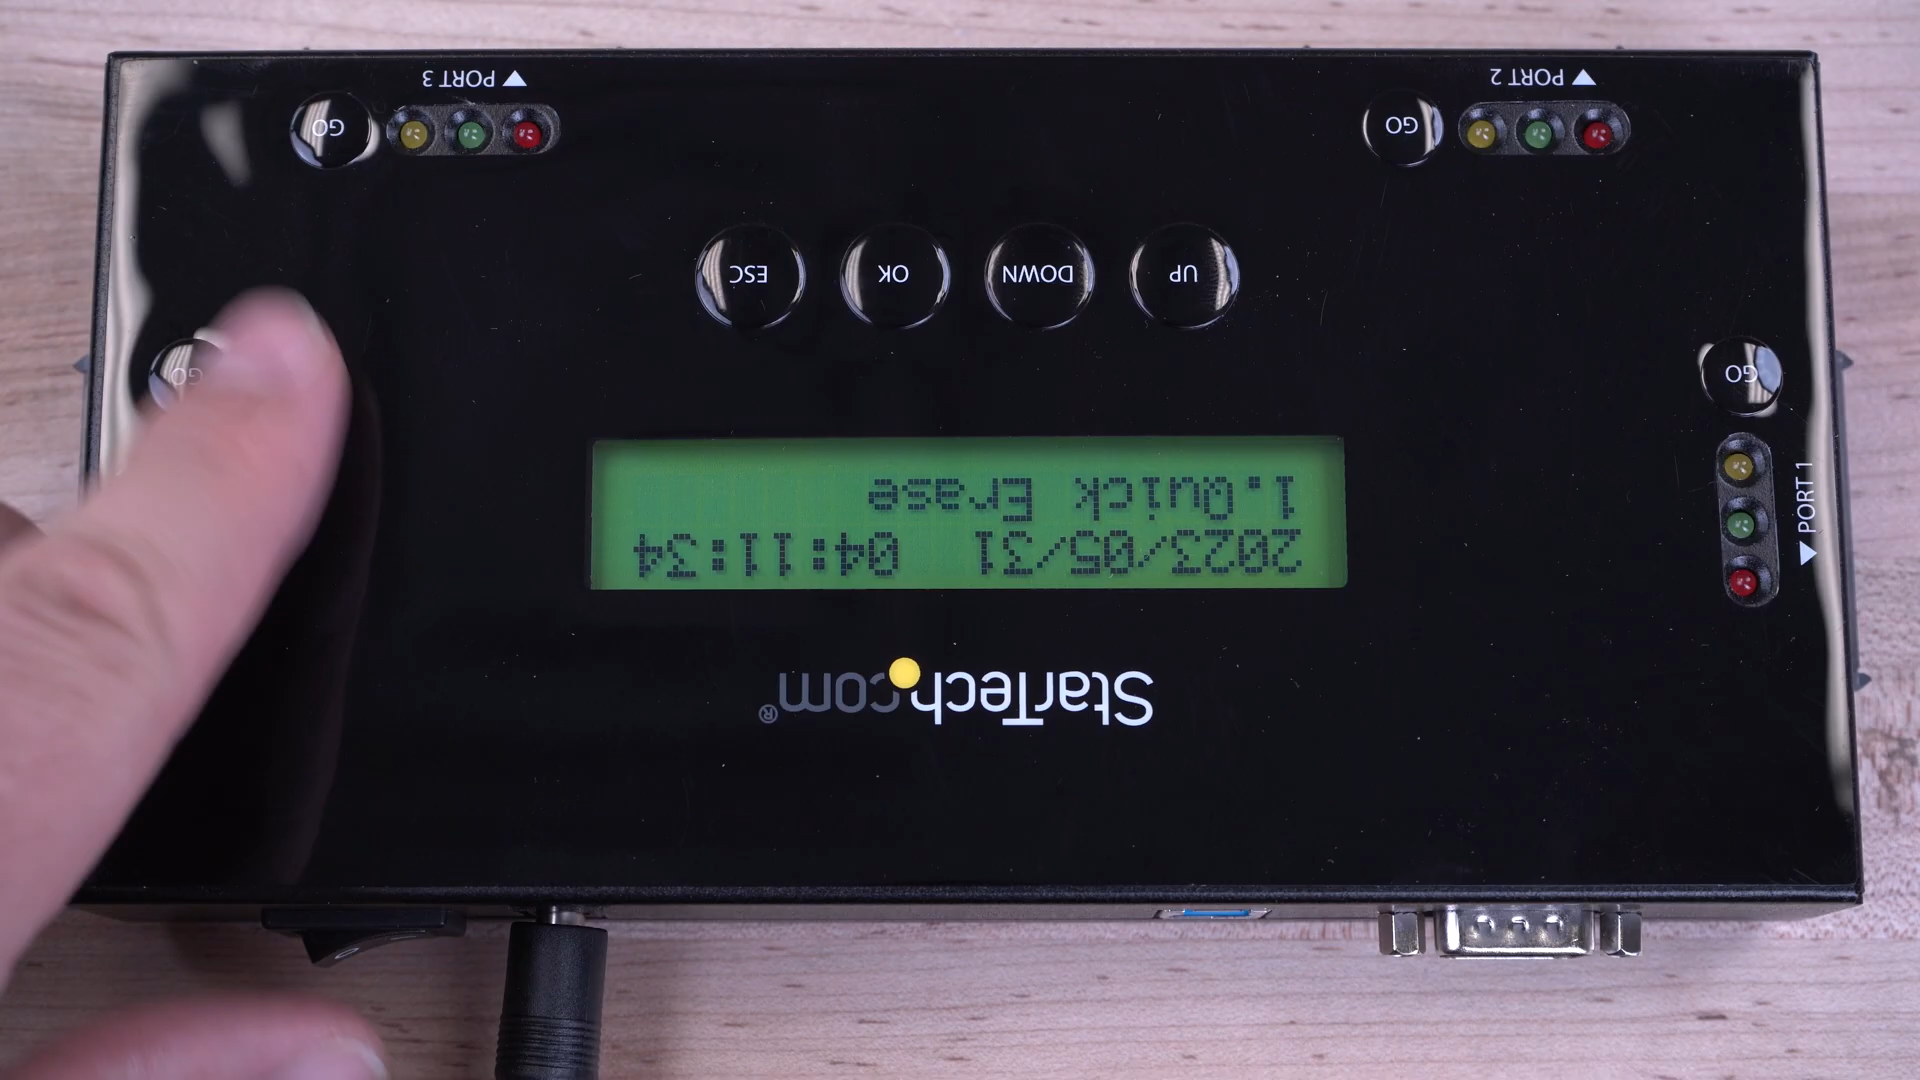 StarTech.com®
2023/05/31 04:11:34
1.Quick Erase
PORT 1
GO
GO
UP
DOWN
OK
ESC
PORT 2
GO
PORT 3
GO